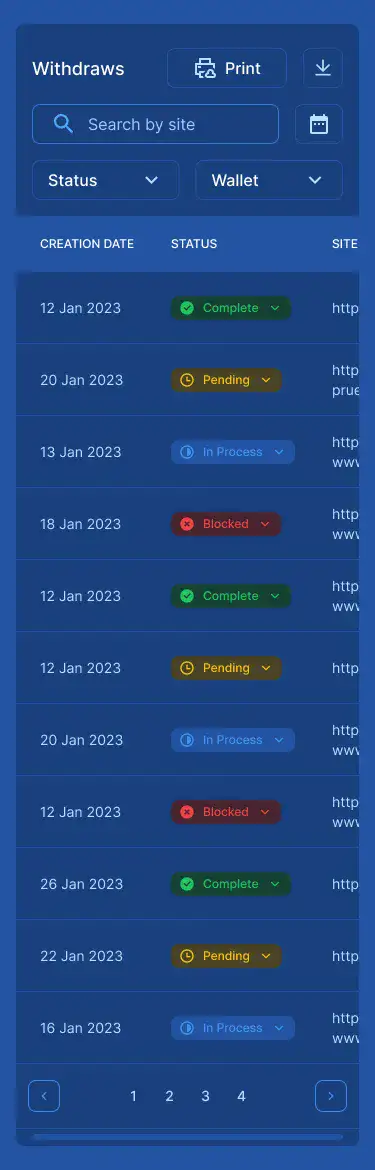 Withdraws Print
Search by site
Status Wallet
CREATION DATE STATUS SITE
12 Jan 2023 Complete http
20 Jan 2023 Pending http
prue
13 Jan 2023 In Process http
www
18 Jan 2023 Blocked http
www
12 Jan 2023 Complete http
www
12 Jan 2023 Pending http
20 Jan 2023 In Process http
www
12 Jan 2023 Blocked http
www
26 Jan 2023 Complete http
22 Jan 2023 Pending http
16 Jan 2023 In Process http
www
1 2 3 4